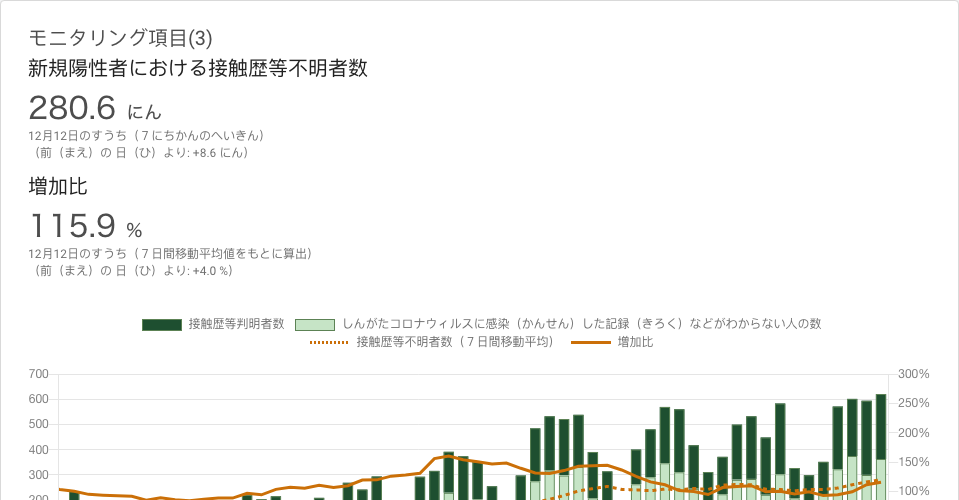 モニタリング項目(3)
新規陽性者における接触歴等不明者数
280.6 にん
12月12日のすうち（７にちかんのへいきん）
（前（まえ）の 日（ひ）より: +8.6 にん）
増加比
115.9 %
12月12日のすうち（７日間移動平均値をもとに算出）
（前（まえ）の 日（ひ）より: +4.0 %）
接触歴等判明者数 しんがたコロナウィルスに感染（かんせん）した記録（きろく）などがわからない人の数
接触歴等不明者数（７日間移動平均） 増加比
700 300%
600 250%
500 200%
400 150%
300 100%
200